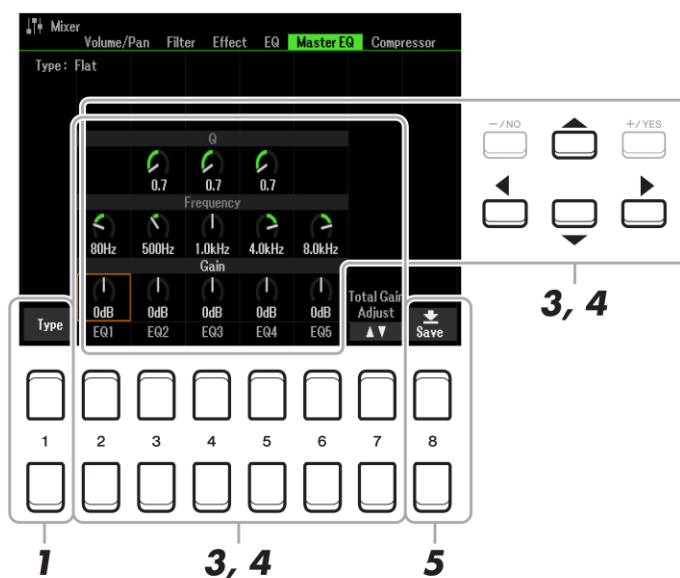 Mixer
Volume/Pan Filter Effect EQ Master EQ Compressor
Type: Flat
-/NO +/YES
Q
0.7 0.7 0.7
Frequency
80Hz 500Hz 1.0kHz 4.0kHz 8.0kHz
Gain
0dB 0dB 0dB 0dB 0dB
Total Gain
Adjust
Type EQ1 EQ2 EQ3 EQ4 EQ5 Save
3, 4
1 2 3 4 5 6 7 8
1 3, 4 5